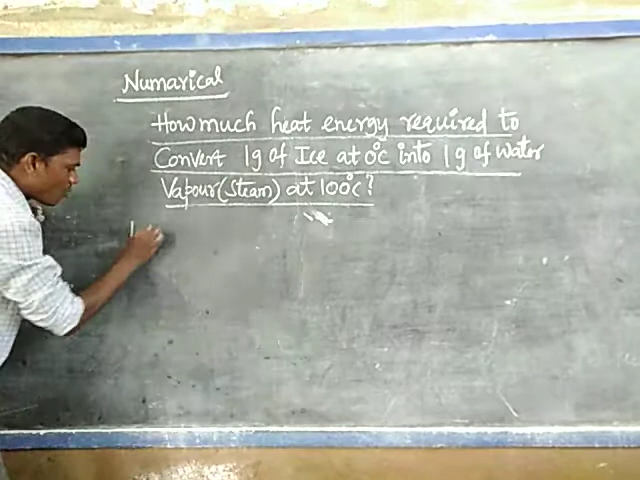 Numarical
How much heat energy required to
Convert 1g of Ice at 0°c into 1g of Water
Vapour (Steam) at 100°c?